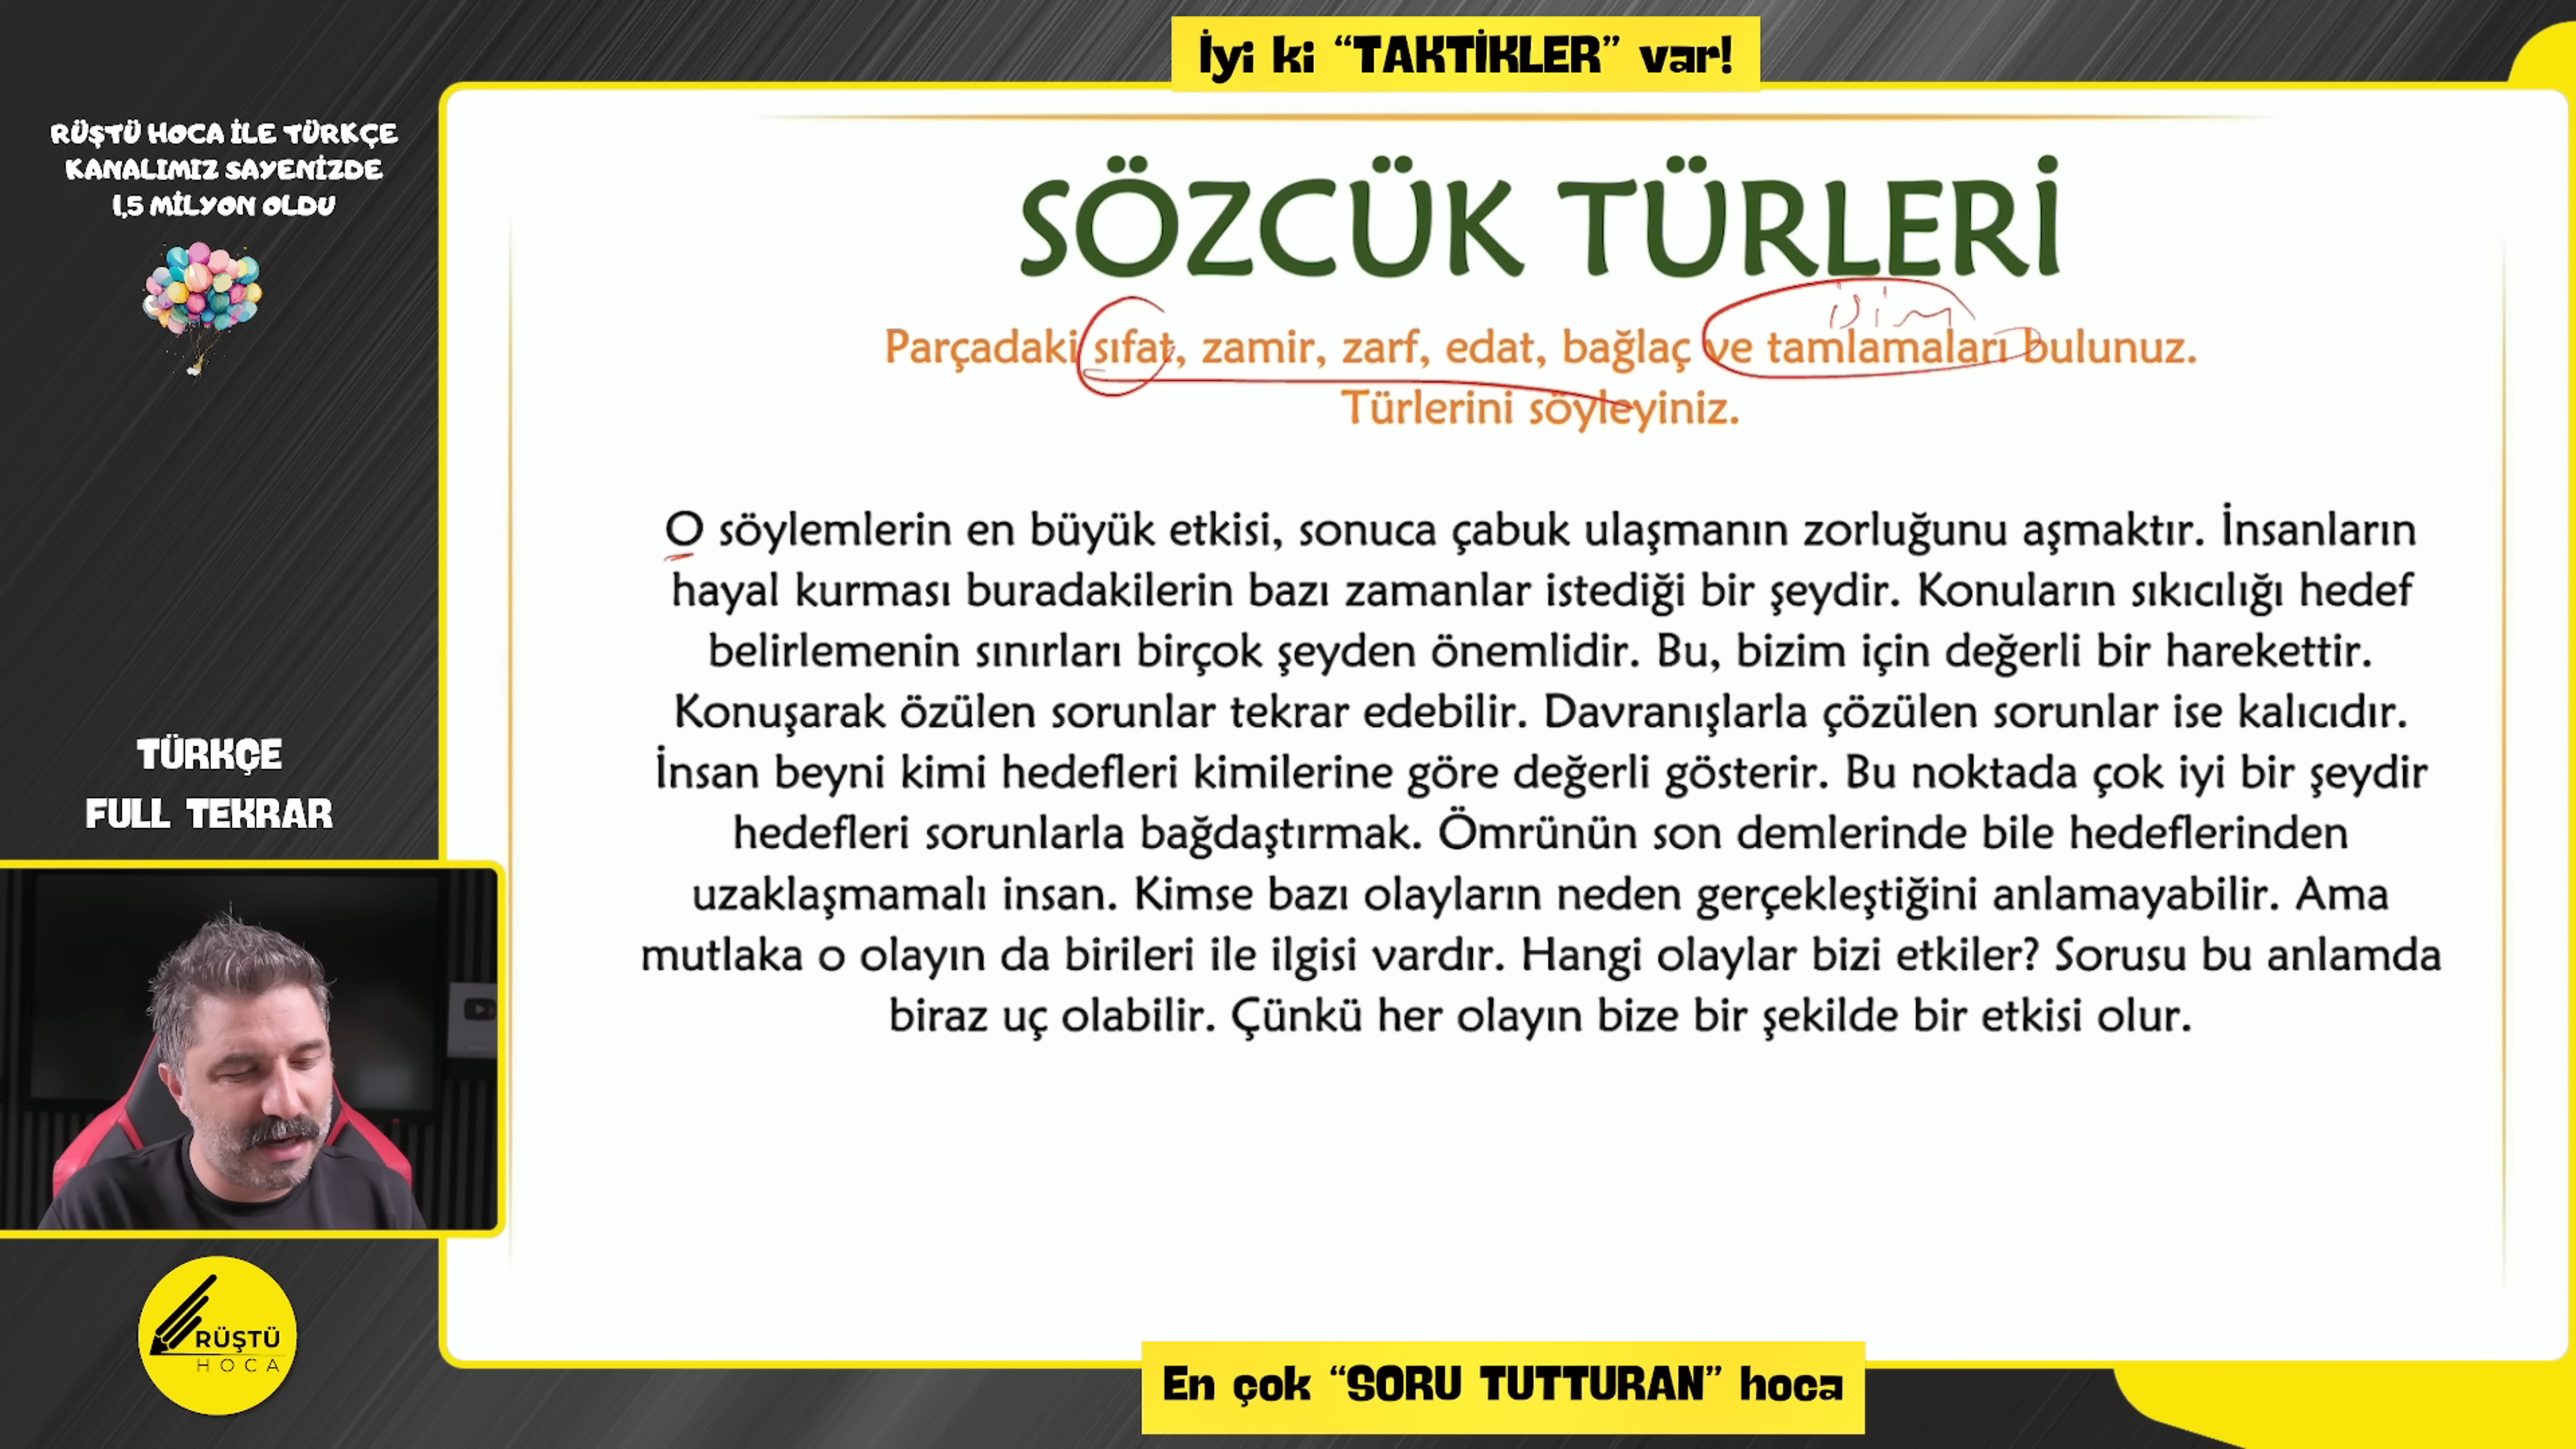 İyi ki “TAKTİKLER” var!
RÜŞTÜ HOCA İLE TÜRKÇE
KANALIMIZ SAYENİZDE
1,5 MİLYON OLDU
SÖZCÜK TÜRLERİ
isim
Parçadaki sıfat, zamir, zarf, edat, bağlaç ve tamlamaları bulunuz.
Türlerini söyleyiniz.
O söylemlerin en büyük etkisi, sonuca çabuk ulaşmanın zorluğunu aşmaktır. İnsanların
hayal kurması buradakilerin bazı zamanlar istediği bir şeydir. Konuların sıkıcılığı hedef
belirlemenin sınırları birçok şeyden önemlidir. Bu, bizim için değerli bir harekettir.
Konuşarak özülen sorunlar tekrar edebilir. Davranışlarla çözülen sorunlar ise kalıcıdır.
İnsan beyni kimi hedefleri kimilerine göre değerli gösterir. Bu noktada çok iyi bir şeydir
hedefleri sorunlarla bağdaştırmak. Ömrünün son demlerinde bile hedeflerinden
uzaklaşmamalı insan. Kimse bazı olayların neden gerçekleştiğini anlamayabilir. Ama
mutlaka o olayın da birileri ile ilgisi vardır. Hangi olaylar bizi etkiler? Sorusu bu anlamda
biraz uç olabilir. Çünkü her olayın bize bir şekilde bir etkisi olur.
TÜRKÇE
FULL TEKRAR
RÜŞTÜ
HOCA
En çok “SORU TUTTURAN” hoca